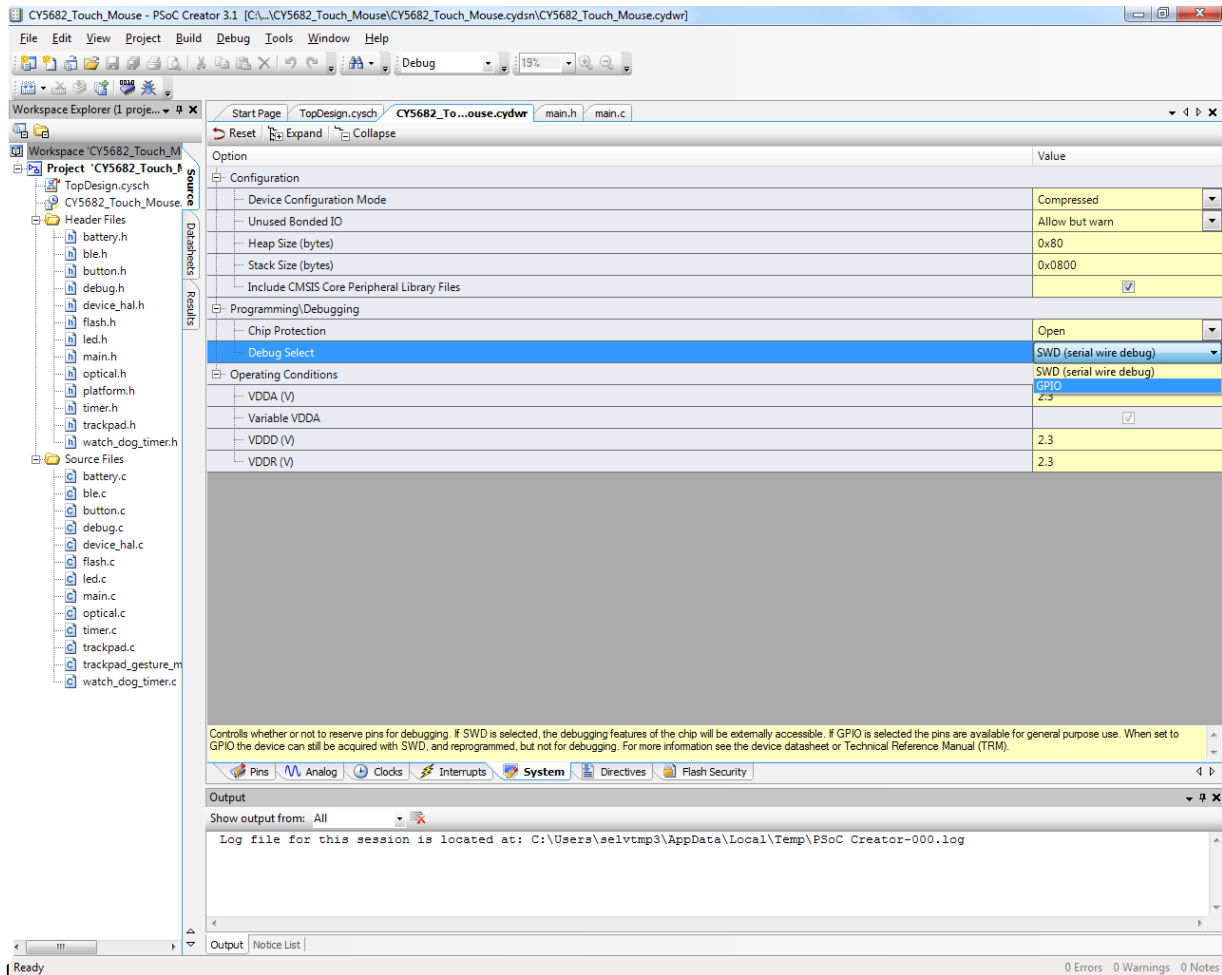 CY5682_Touch_Mouse - PSoC Creator 3.1 [C:\...\CY5682_Touch_Mouse\CY5682_Touch_Mouse.cydsn\CY5682_Touch_Mouse.cydwr]
File Edit View Project Build Debug Tools Window Help
Debug 19%
Workspace Explorer (1 proje...
Start Page TopDesign.cysch CY5682_To...ouse.cydwr main.h main.c
Reset Expand Collapse
Workspace 'CY5682_Touch_M
Project 'CY5682_Touch_M
TopDesign.cysch
CY5682_Touch_Mouse.
Header Files
battery.h
ble.h
button.h
debug.h
device_hal.h
flash.h
led.h
main.h
optical.h
platform.h
timer.h
trackpad.h
watch_dog_timer.h
Source Files
battery.c
ble.c
button.c
debug.c
device_hal.c
flash.c
led.c
main.c
optical.c
timer.c
trackpad.c
trackpad_gesture_m
watch_dog_timer.c
Source
Datasheets
Results
Option Value
Configuration
Device Configuration Mode Compressed
Unused Bonded IO Allow but warn
Heap Size (bytes) 0x80
Stack Size (bytes) 0x0800
Include CMSIS Core Peripheral Library Files
Programming\Debugging
Chip Protection Open
Debug Select SWD (serial wire debug)
SWD (serial wire debug)
GPIO
Operating Conditions
VDDA (V) 2.3
Variable VDDA
VDDD (V) 2.3
VDDR (V) 2.3
Controlls whether or not to reserve pins for debugging. If SWD is selected, the debugging features of the chip will be externally accessible. If GPIO is selected the pins are available for general purpose use. When set to
GPIO the device can still be acquired with SWD, and reprogrammed, but not for debugging. For more information see the device datasheet or Technical Reference Manual (TRM).
Pins Analog Clocks Interrupts System Directives Flash Security
Output
Show output from: All
Log file for this session is located at: C:\Users\selvtmp3\AppData\Local\Temp\PSoC Creator-000.log
Output Notice List
Ready 0 Errors 0 Warnings 0 Notes